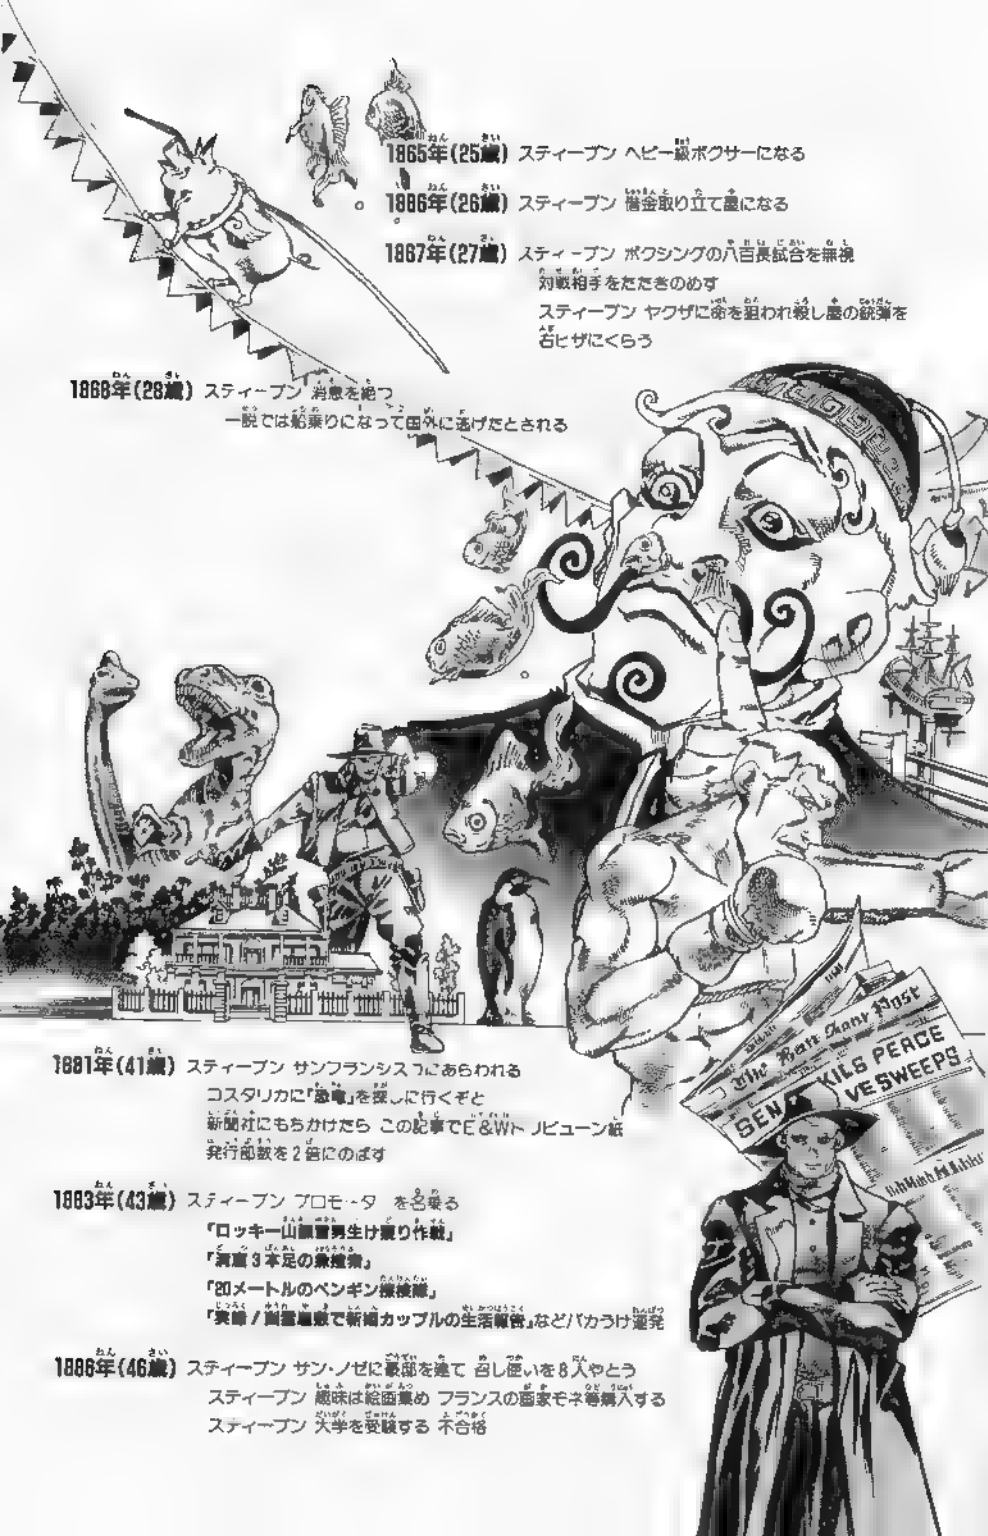 1865年(25歳) スティーブン ヘビー級ボクサーになる
1866年(26歳) スティーブン 借金取り立て屋になる
1867年(27歳) スティーブン ボクシングの八百長試合を無視
対戦相手をたたきのめす
スティーブン ヤクザに命を狙われ殺し屋の銃弾を
右ヒザにくらう
1868年(28歳) スティーブン 消息を絶つ
一説では船乗りになって国外に逃げたとされる
The Post
KILS PEACE
SEN VE SWEEPS
1881年(41歳) スティーブン サンフランシスコにあらわれる
コスタリカに「恐竜」を探しに行くぞと
新聞社にもちかけたら この記事でE&Wトリビューン紙
発行部数を2倍にのばす
1883年(43歳) スティーブン プロモーターを名乗る
「ロッキー山脈雪男生け捕り作戦」
「3本足の」
「20メートルのペンギン探検隊」
「実録/幽霊屋敷で新婚カップルの生活報告」などバカうけ連発
1886年(46歳) スティーブン サン・ノゼに豪邸を建て 召し使いを8人やとう
スティーブン 趣味は絵画集め フランスの画家モネ等購入する
スティーブン 大学を受験する 不合格